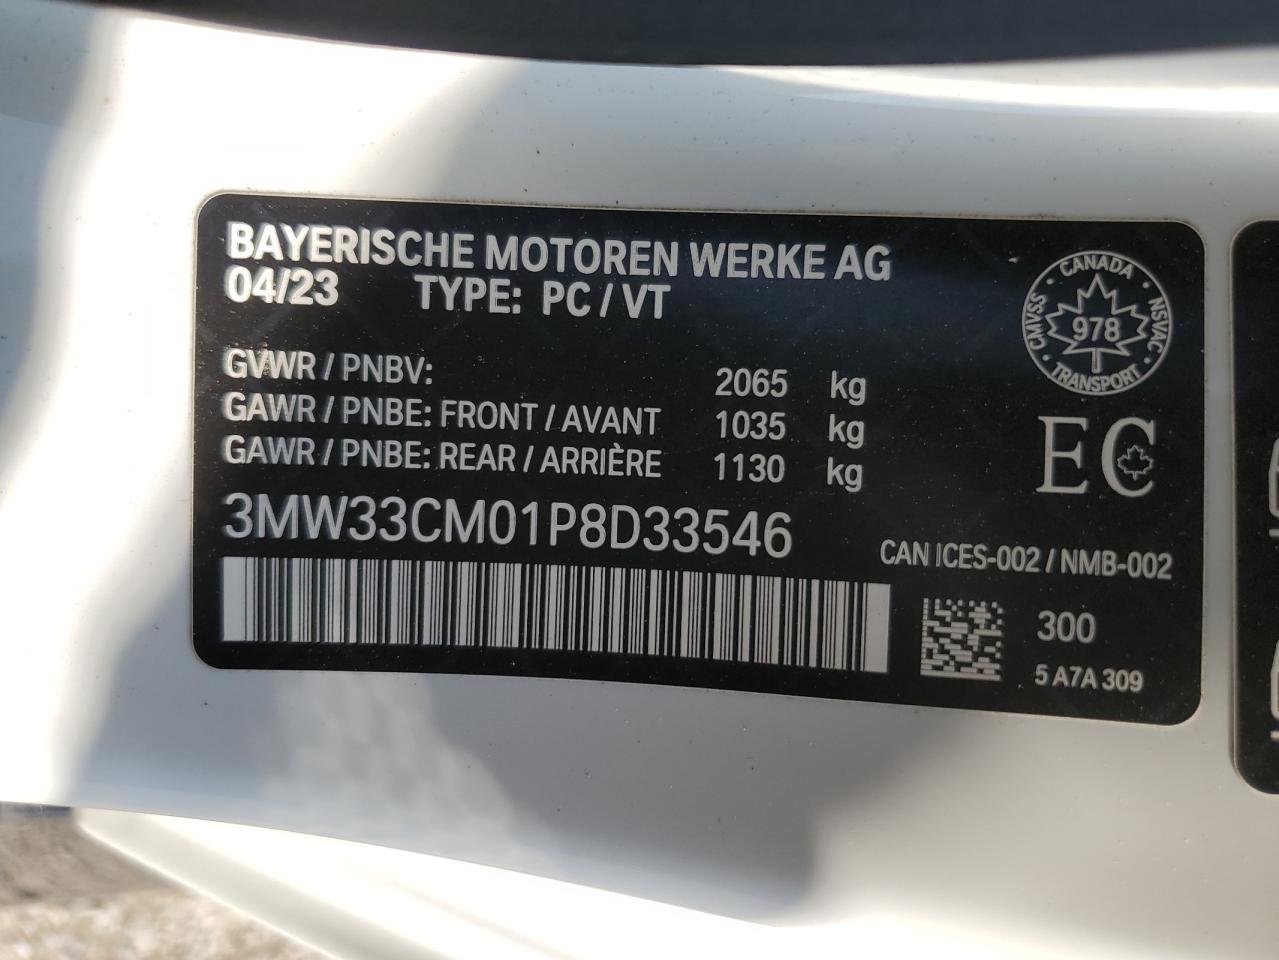 BAYERISCHE MOTOREN WERKE AG
04/23 TYPE: PC / VT
GVWR / PNBV: 2065 kg
GAWR / PNBE: FRONT / AVANT 1035 kg
GAWR / PNBE: REAR / ARRIÈRE 1130 kg
3MW33CM01P8D33546
CANADA
CMVSS 978 NSVAC
TRANSPORT
EC
CAN ICES-002 / NMB-002
300
5 A7A 309